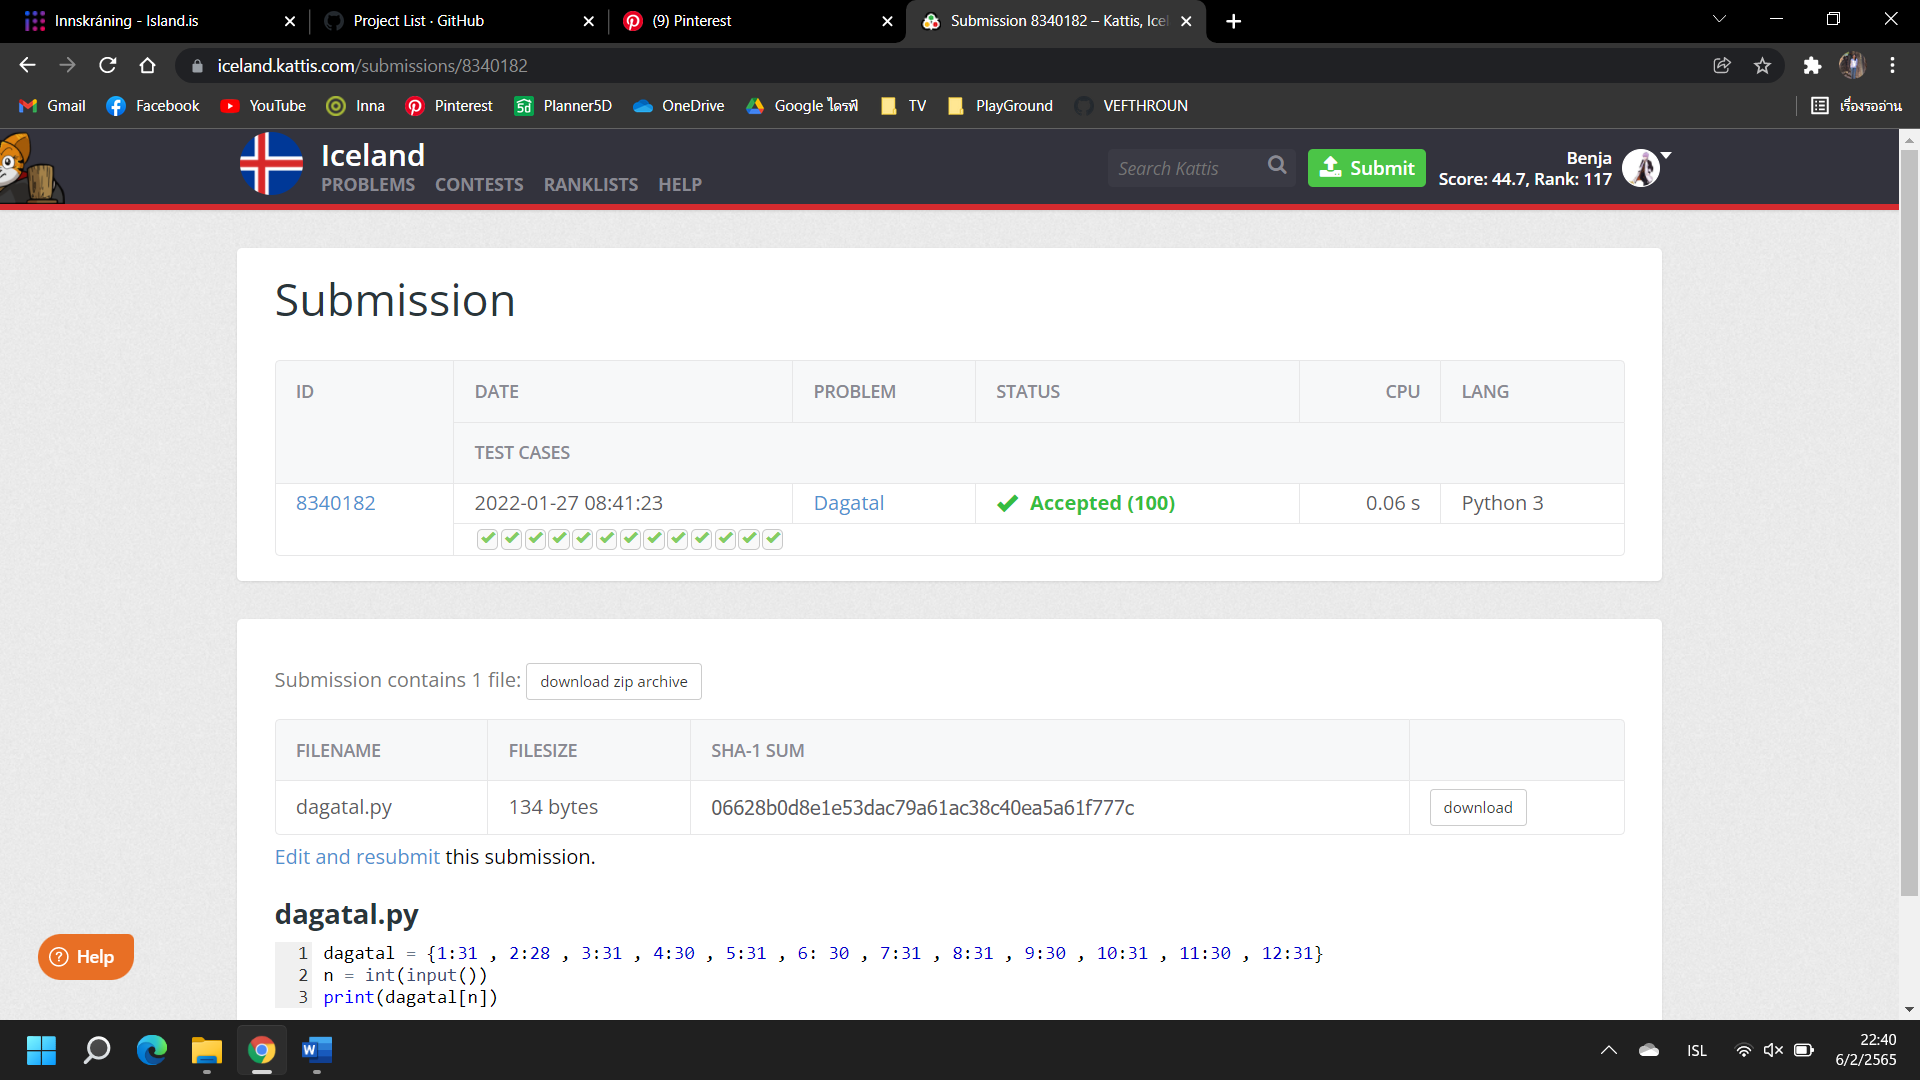 Innskráning - Island.is
Project List · GitHub
(9) Pinterest
Submission 8340182 – Kattis, Icel
iceland.kattis.com/submissions/8340182
Gmail Facebook YouTube Inna Pinterest Planner5D OneDrive Google ไดรฟ์ TV PlayGround VEFTHROUN เรื่องรออ่าน
Iceland
PROBLEMS CONTESTS RANKLISTS HELP
Search Kattis
Submit
Benja
Score: 44.7, Rank: 117
Submission
ID DATE PROBLEM STATUS CPU LANG
TEST CASES
8340182 2022-01-27 08:41:23 Dagatal Accepted (100) 0.06 s Python 3
Submission contains 1 file: download zip archive
FILENAME FILESIZE SHA-1 SUM
dagatal.py 134 bytes 06628b0d8e1e53dac79a61ac38c40ea5a61f777c download
Edit and resubmit this submission.
dagatal.py
1 dagatal = {1:31 , 2:28 , 3:31 , 4:30 , 5:31 , 6: 30 , 7:31 , 8:31 , 9:30 , 10:31 , 11:30 , 12:31}
2 n = int(input())
3 print(dagatal[n])
Help
ISL
22:40
6/2/2565